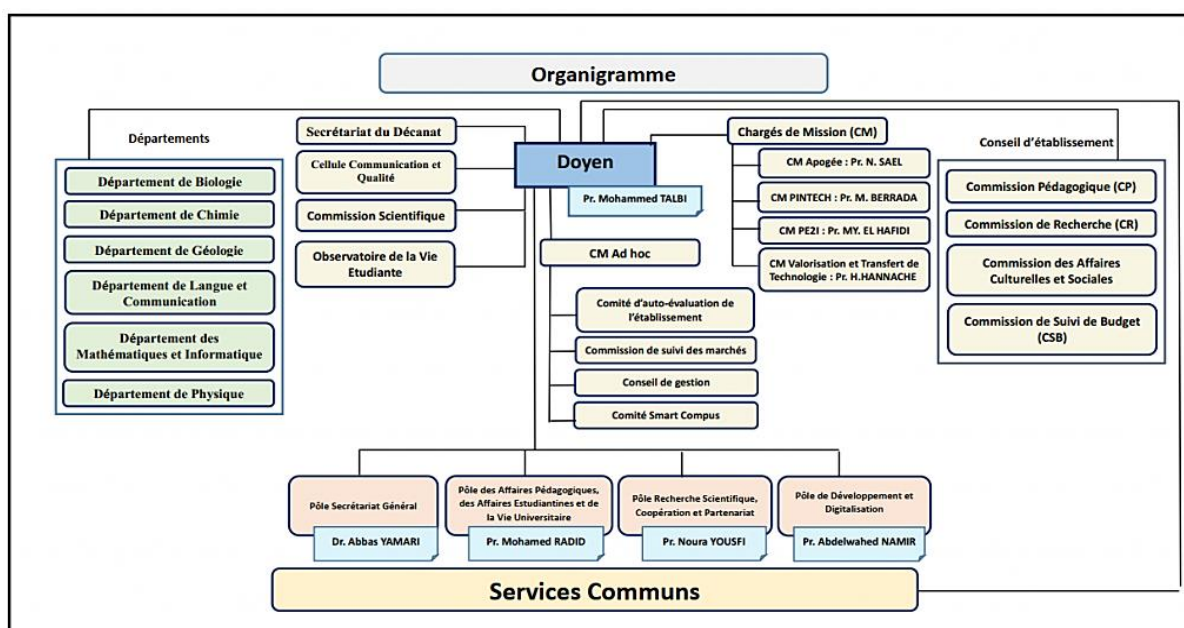 Organigramme
Départements
Département de Biologie
Département de Chimie
Département de Géologie
Département de Langue et
Communication
Département des
Mathématiques et Informatique
Département de Physique
Secrétariat du Décanat
Cellule Communication et
Qualité
Commission Scientifique
Observatoire de la Vie
Etudiante
Doyen
Pr. Mohammed TALBI
CM Ad hoc
Comité d'auto-évaluation de
l'établissement
Commission de suivi des marchés
Conseil de gestion
Comité Smart Compus
Chargés de Mission (CM)
CM Apogée : Pr. N. SAEL
CM PINTECH : Pr. M. BERRADA
CM PE2I : Pr. MY. EL HAFIDI
CM Valorisation et Transfert de
Technologie : Pr. H.HANNACHE
Conseil d'établissement
Commission Pédagogique (CP)
Commission de Recherche (CR)
Commission des Affaires
Culturelles et Sociales
Commission de Suivi de Budget
(CSB)
Pôle Secrétariat Général
Dr. Abbas YAMARI
Pôle des Affaires Pédagogiques,
des Affaires Estudiantines et de
la Vie Universitaire
Pr. Mohamed RADID
Pôle Recherche Scientifique,
Coopération et Partenariat
Pr. Noura YOUSFI
Pôle de Développement et
Digitalisation
Pr. Abdelwahed NAMIR
Services Communs